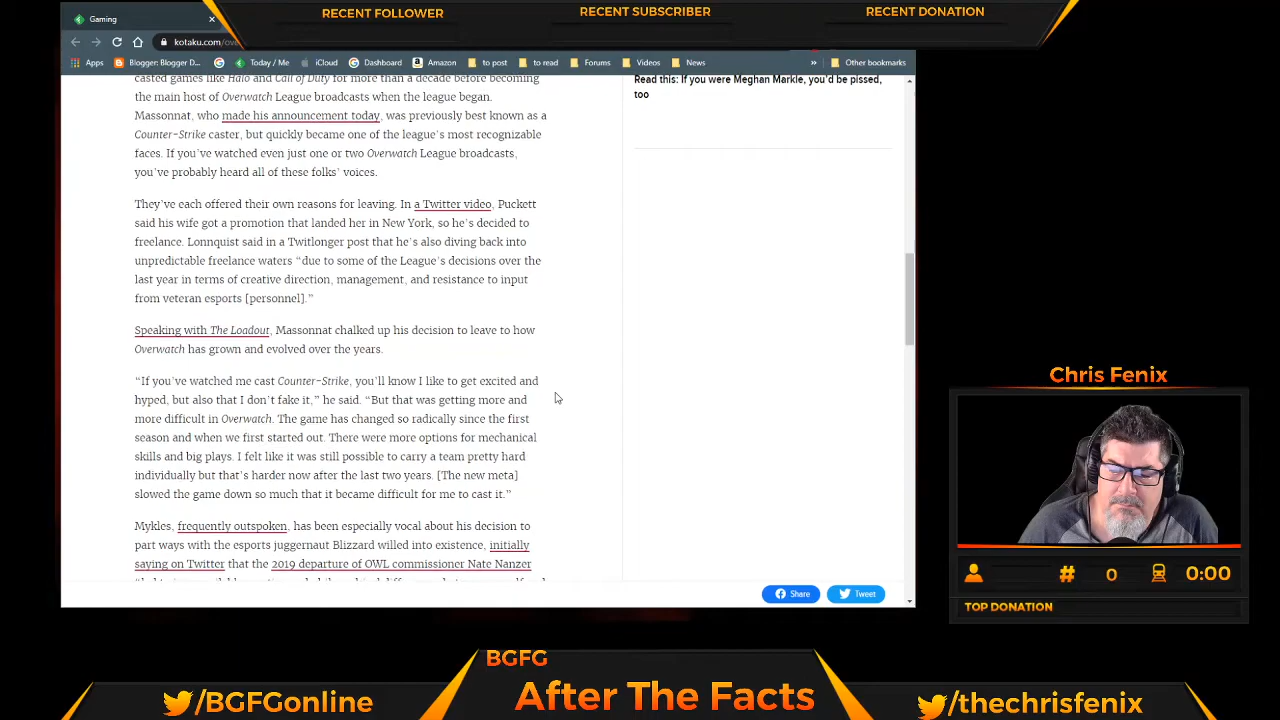 RECENT FOLLOWER
RECENT SUBSCRIBER
RECENT DONATION
Gaming
kotaku.com/ove
Apps
Blogger: Blogger D...
Today / Me
iCloud
Dashboard
Amazon
to post
to read
Forums
Videos
News
»
Other bookmarks
casted games like Halo and Call of Duty for more than a decade before becoming
the main host of Overwatch League broadcasts when the league began.
Massonnat, who made his announcement today, was previously best known as a
Counter-Strike caster, but quickly became one of the league's most recognizable
faces. If you've watched even just one or two Overwatch League broadcasts,
you've probably heard all of these folks' voices.
They've each offered their own reasons for leaving. In a Twitter video, Puckett
said his wife got a promotion that landed her in New York, so he's decided to
freelance. Lonnquist said in a Twitlonger post that he's also diving back into
unpredictable freelance waters “due to some of the League's decisions over the
last year in terms of creative direction, management, and resistance to input
from veteran esports [personnel].”
Speaking with The Loadout, Massonnat chalked up his decision to leave to how
Overwatch has grown and evolved over the years.
“If you've watched me cast Counter-Strike, you'll know I like to get excited and
hyped, but also that I don't fake it,” he said. “But that was getting more and
more difficult in Overwatch. The game has changed so radically since the first
season and when we first started out. There were more options for mechanical
skills and big plays. I felt like it was still possible to carry a team pretty hard
individually but that's harder now after the last two years. [The new meta]
slowed the game down so much that it became difficult for me to cast it.”
Mykles, frequently outspoken, has been especially vocal about his decision to
part ways with the esports juggernaut Blizzard willed into existence, initially
saying on Twitter that the 2019 departure of OWL commissioner Nate Nanzer
Read this: If you were Meghan Markle, you'd be pissed,
too
Share
Tweet
Chris Fenix
# 0
0:00
TOP DONATION
BGFG
/BGFGonline
After The Facts
/thechrisfenix